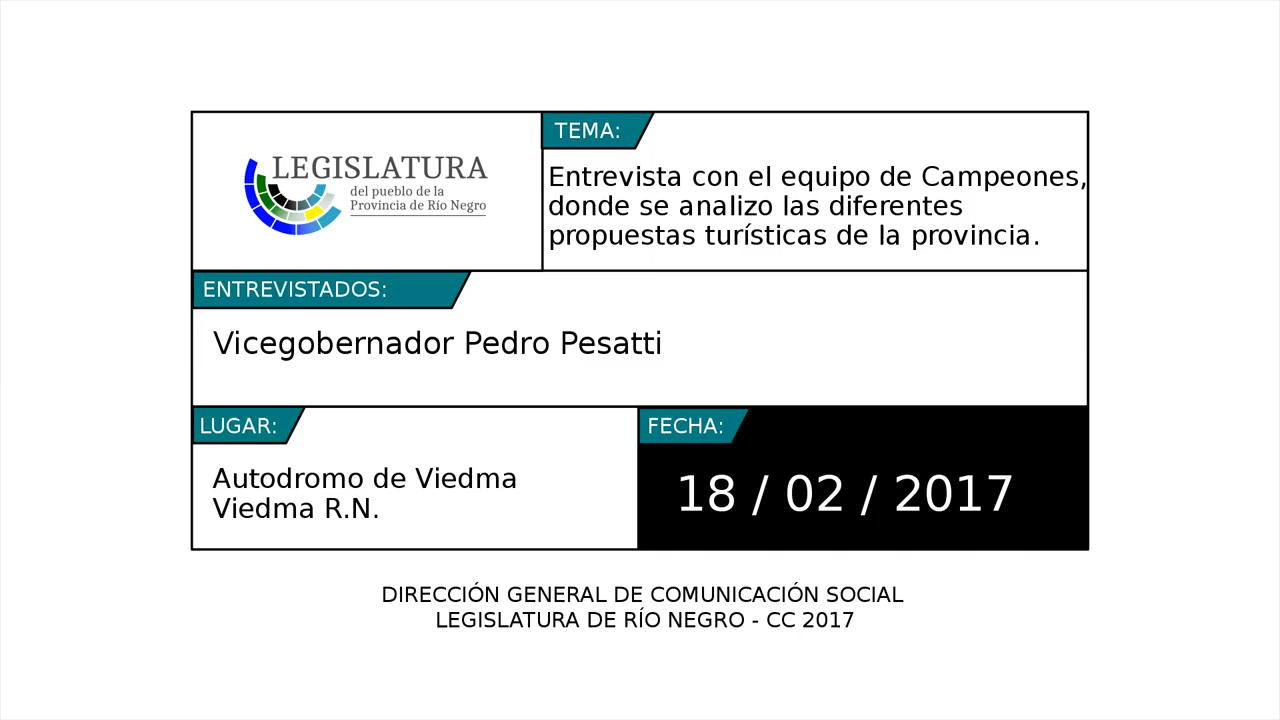 LEGISLATURA
del pueblo de la
Provincia de Río Negro
TEMA:
Entrevista con el equipo de Campeones,
donde se analizo las diferentes
propuestas turísticas de la provincia.
ENTREVISTADOS:
Vicegobernador Pedro Pesatti
LUGAR:
Autodromo de Viedma
Viedma R.N.
FECHA:
18 / 02 / 2017
DIRECCIÓN GENERAL DE COMUNICACIÓN SOCIAL
LEGISLATURA DE RÍO NEGRO - CC 2017